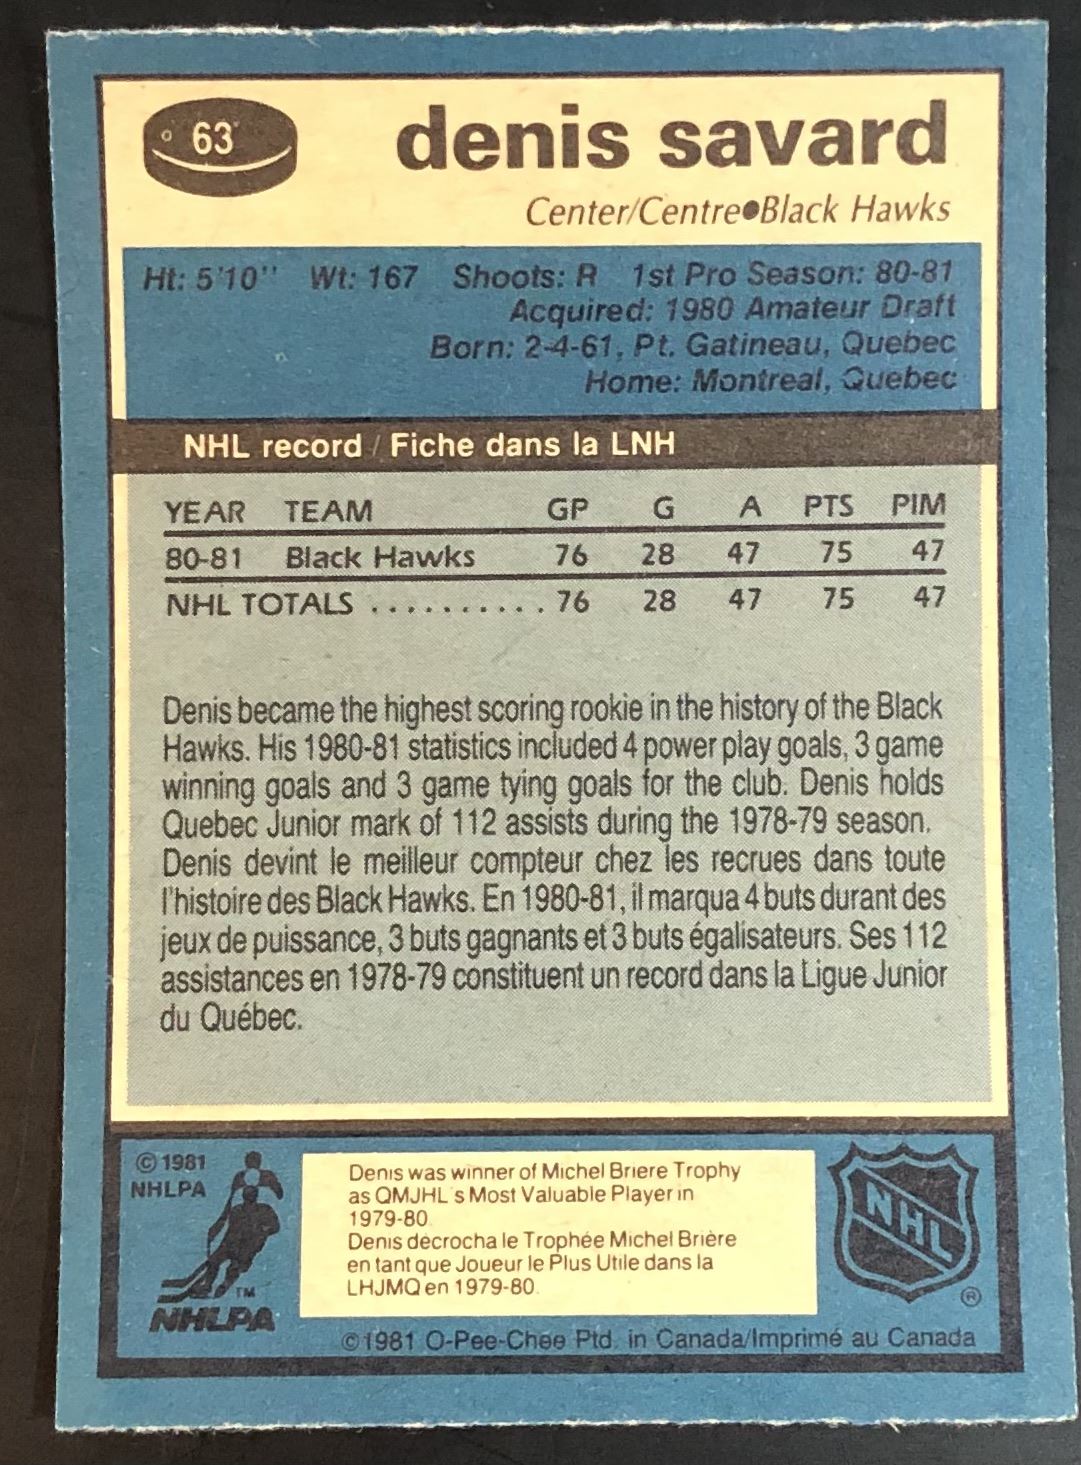 63
denis savard
Center/Centre●Black Hawks
Ht: 5'10'' Wt: 167 Shoots: R 1st Pro Season: 80-81
Acquired: 1980 Amateur Draft
Born: 2-4-61, Pt. Gatineau, Quebec
Home: Montreal, Quebec
NHL record / Fiche dans la LNH
YEAR TEAM GP G A PTS PIM
80-81 Black Hawks 76 28 47 75 47
NHL TOTALS .......... 76 28 47 75 47
Denis became the highest scoring rookie in the history of the Black
Hawks. His 1980-81 statistics included 4 power play goals, 3 game
winning goals and 3 game tying goals for the club. Denis holds
Quebec Junior mark of 112 assists during the 1978-79 season.
Denis devint le meilleur compteur chez les recrues dans toute
l'histoire des Black Hawks. En 1980-81, il marqua 4 buts durant des
jeux de puissance, 3 buts gagnants et 3 buts égalisateurs. Ses 112
assistances en 1978-79 constituent un record dans la Ligue Junior
du Québec.
© 1981
NHLPA
TM
NHLPA
Denis was winner of Michel Briere Trophy
as QMJHL's Most Valuable Player in
1979-80.
Denis decrocha le Trophée Michel Brière
en tant que Joueur le Plus Utile dans la
LHJMQ en 1979-80.
NHL
®
© 1981 O-Pee-Chee Ptd. in Canada/Imprimé au Canada